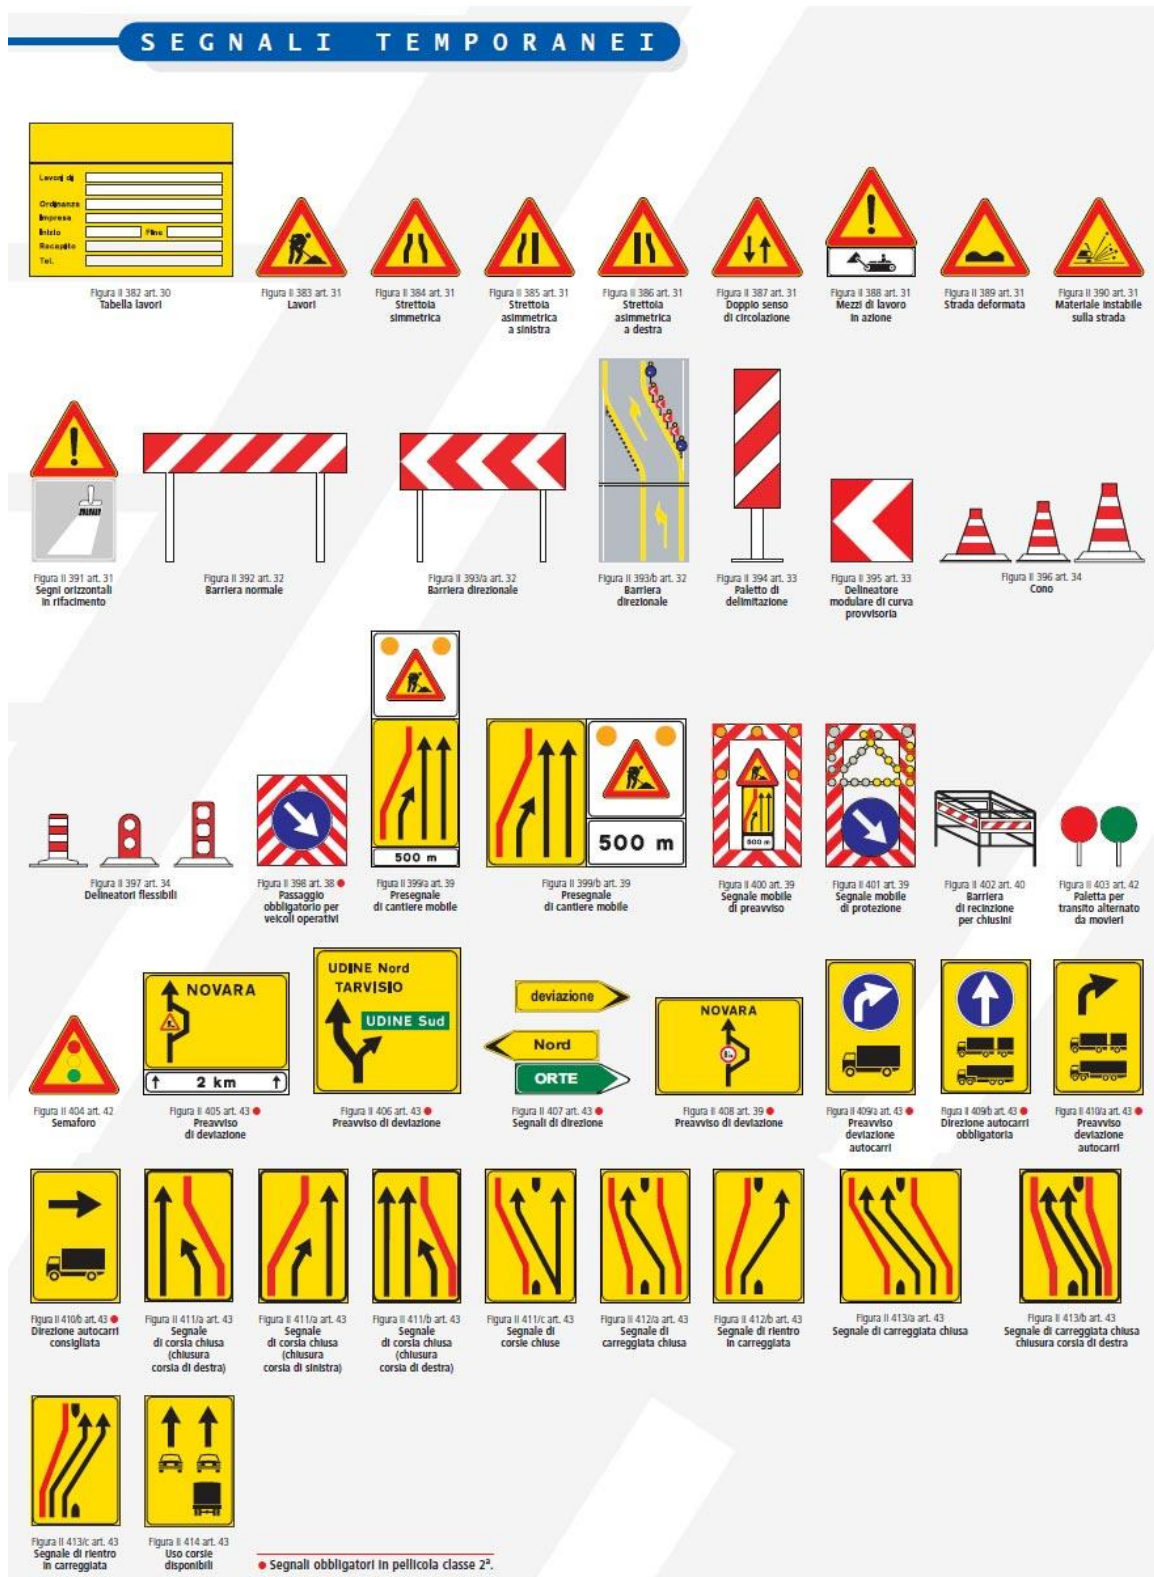 SEGNALI TEMPORANEI
Lavori di
Ordinanza
Impresa
Inizio Fine
Recapito
Tel.
Figura II 382 art. 30
Tabella lavori
Figura II 383 art. 31
Lavori
Figura II 384 art. 31
Strettoia
simmetrica
Figura II 385 art. 31
Strettoia
asimmetrica
a sinistra
Figura II 386 art. 31
Strettoia
asimmetrica
a destra
Figura II 387 art. 31
Doppio senso
di circolazione
Figura II 388 art. 31
Mezzi di lavoro
in azione
Figura II 389 art. 31
Strada deformata
Figura II 390 art. 31
Materiale instabile
sulla strada
Figura II 391 art. 31
Segni orizzontali
in rifacimento
Figura II 392 art. 32
Barriera normale
Figura II 393/a art. 32
Barriera direzionale
Figura II 393/b art. 32
Barriera
direzionale
Figura II 394 art. 33
Paletto di
delimitazione
Figura II 395 art. 33
Delineatore
modulare di curva
provvisoria
Figura II 396 art. 34
Cono
500 m
500 m
500 m
Figura II 397 art. 34
Delineatori flessibili
Figura II 398 art. 38
Passaggio
obbligatorio per
veicoli operativi
Figura II 399/a art. 39
Presegnale
di cantiere mobile
Figura II 399/b art. 39
Presegnale
di cantiere mobile
Figura II 400 art. 39
Segnale mobile
di preavviso
Figura II 401 art. 39
Segnale mobile
di protezione
Figura II 402 art. 40
Barriera
di recinzione
per chiusini
Figura II 403 art. 42
Paletta per
transito alternato
da movieri
NOVARA
2 km
UDINE Nord
TARVISIO
UDINE Sud
deviazione
Nord
ORTE
NOVARA
Figura II 404 art. 42
Semaforo
Figura II 405 art. 43
Preavviso
di deviazione
Figura II 406 art. 43
Preavviso di deviazione
Figura II 407 art. 43
Segnali di direzione
Figura II 408 art. 39
Preavviso di deviazione
Figura II 409/a art. 43
Preavviso
deviazione
autocarri
Figura II 409/b art. 43
Direzione autocarri
obbligatoria
Figura II 410/a art. 43
Preavviso
deviazione
autocarri
Figura II 410/b art. 43
Direzione autocarri
consigliata
Figura II 411/a art. 43
Segnale
di corsia chiusa
(chiusura
corsia di destra)
Figura II 411/a art. 43
Segnale
di corsia chiusa
(chiusura
corsia di sinistra)
Figura II 411/b art. 43
Segnale
di corsia chiusa
(chiusura
corsia di destra)
Figura II 411/c art. 43
Segnale di
corsie chiuse
Figura II 412/a art. 43
Segnale di
carreggiata chiusa
Figura II 412/b art. 43
Segnale di rientro
in carreggiata
Figura II 413/a art. 43
Segnale di carreggiata chiusa
Figura II 413/b art. 43
Segnale di carreggiata chiusa
chiusura corsia di destra
Figura II 413/c art. 43
Segnale di rientro
in carreggiata
Figura II 414 art. 43
Uso corsie
disponibili
● Segnali obbligatori in pellicola classe 2ª.